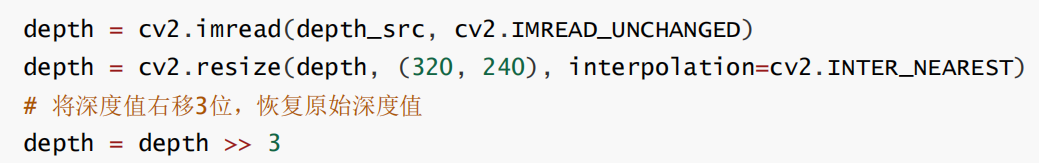 depth = cv2.imread(depth_src, cv2.IMREAD_UNCHANGED)
depth = cv2.resize(depth, (320, 240), interpolation=cv2.INTER_NEAREST)
# 将深度值右移3位，恢复原始深度值
depth = depth >> 3